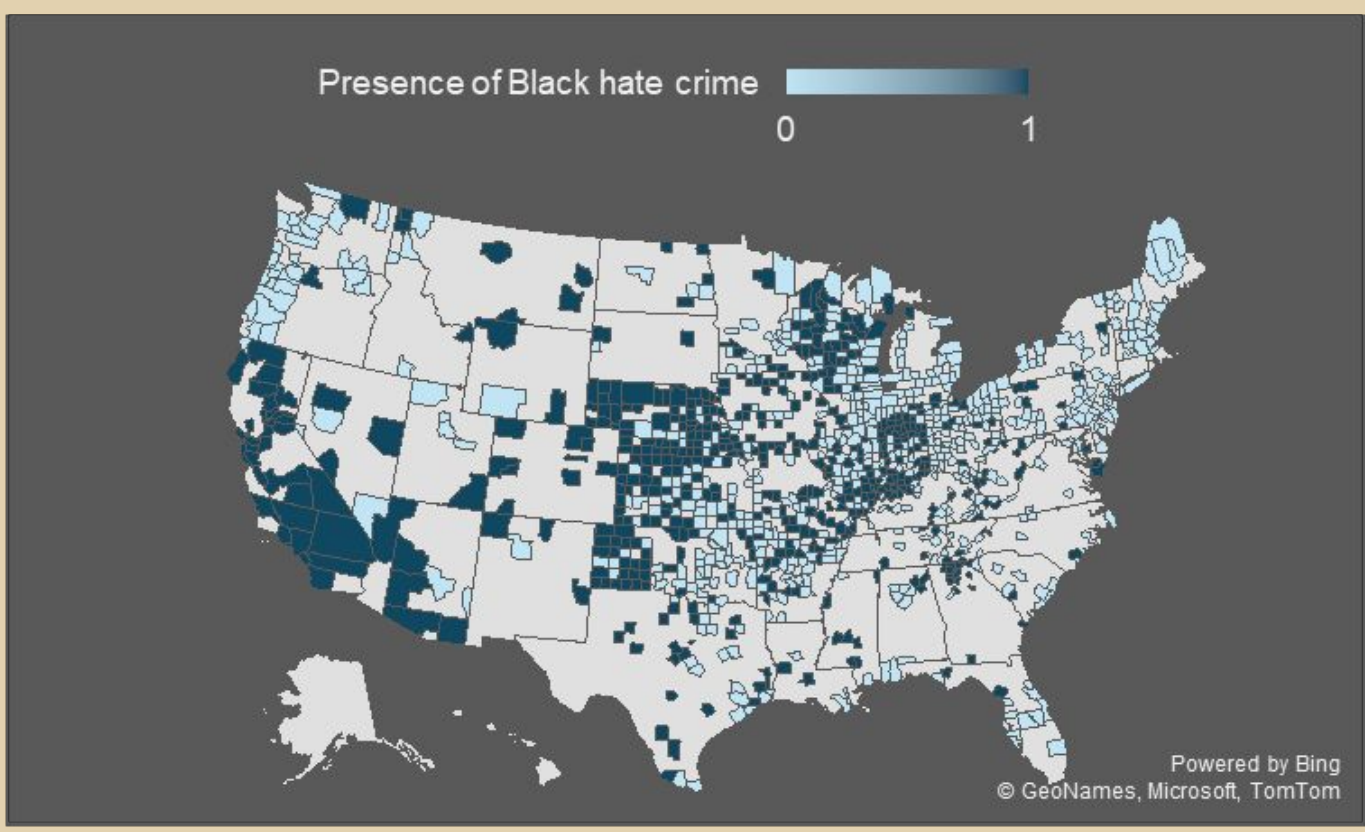 Presence of Black hate crime
0 1
Powered by Bing
© GeoNames, Microsoft, TomTom